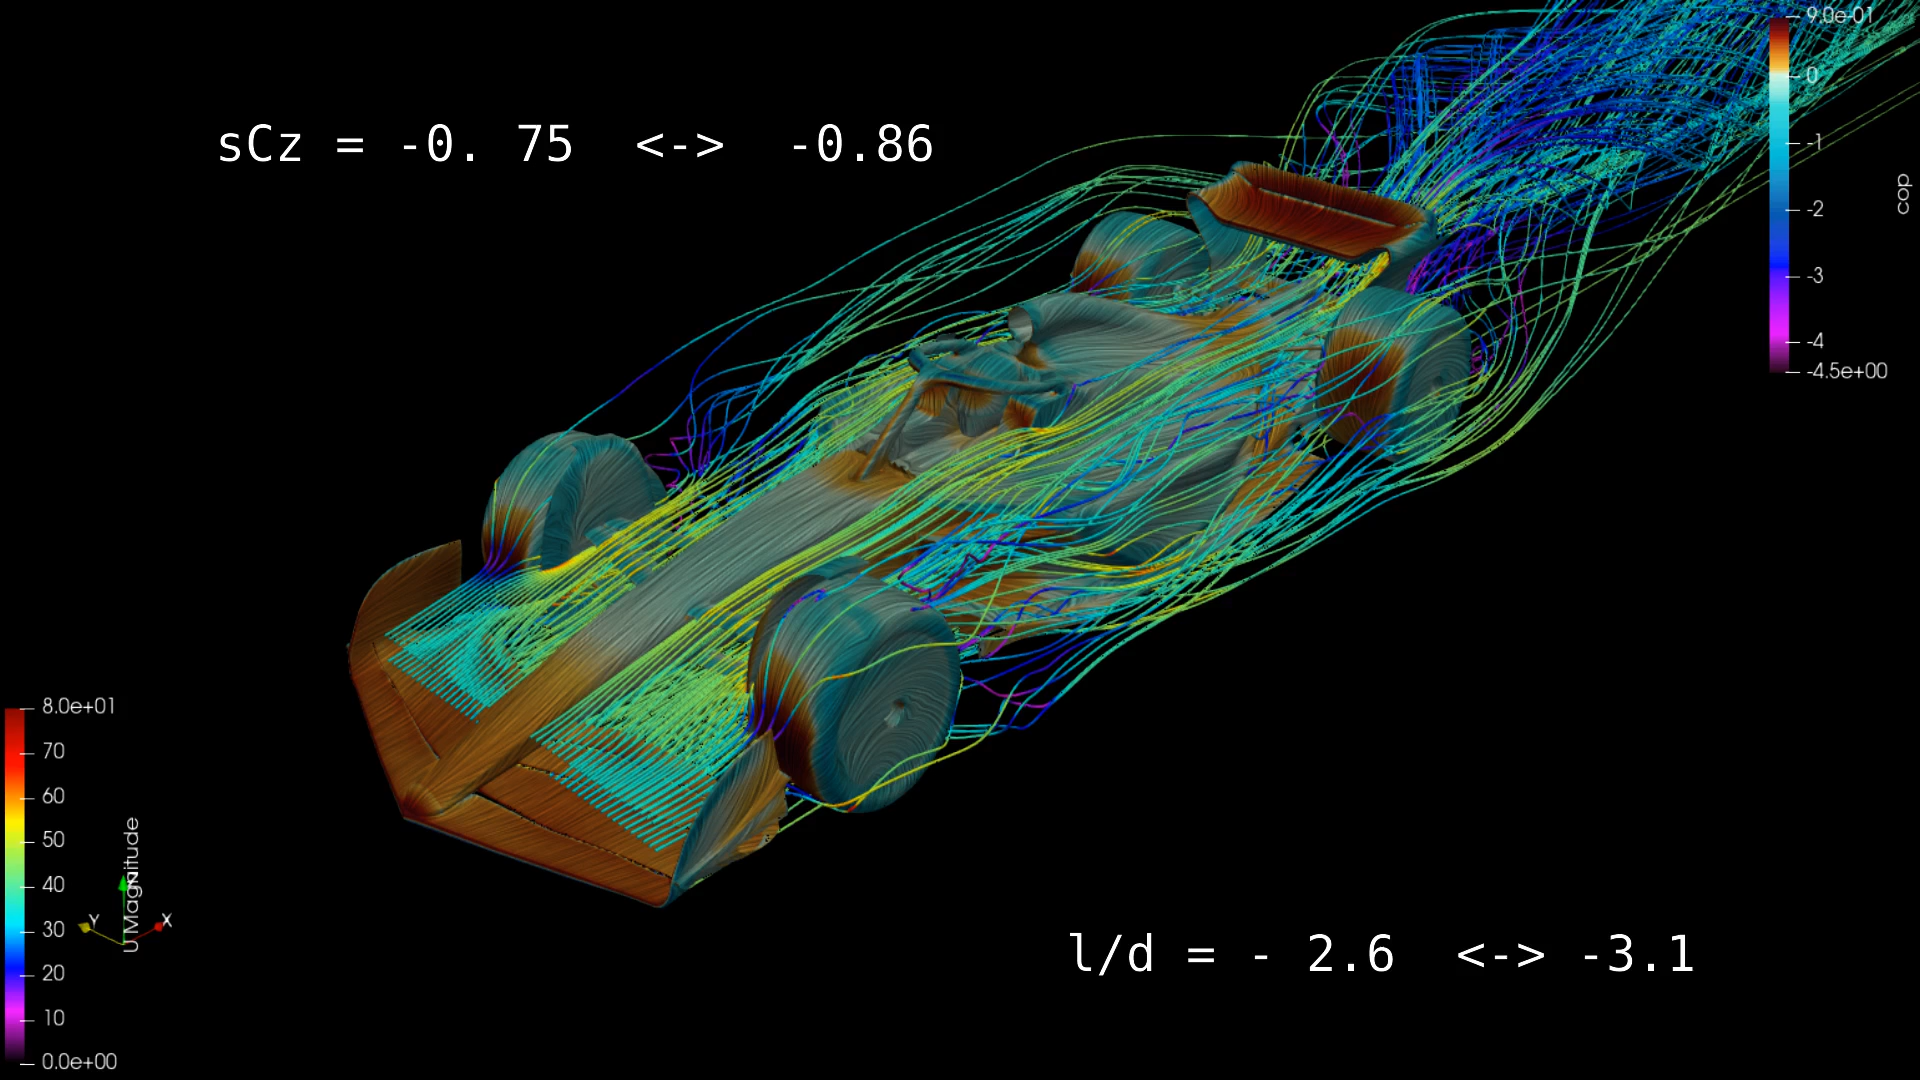 9.0e-01
0
-1
-2
-3
-4
-4.5e+00
cop
sCz = -0. 75 <-> -0.86
8.0e+01
70
60
50
40
30
20
10
0.0e+00
U Magnitude
Y
X
l/d = - 2.6 <-> -3.1